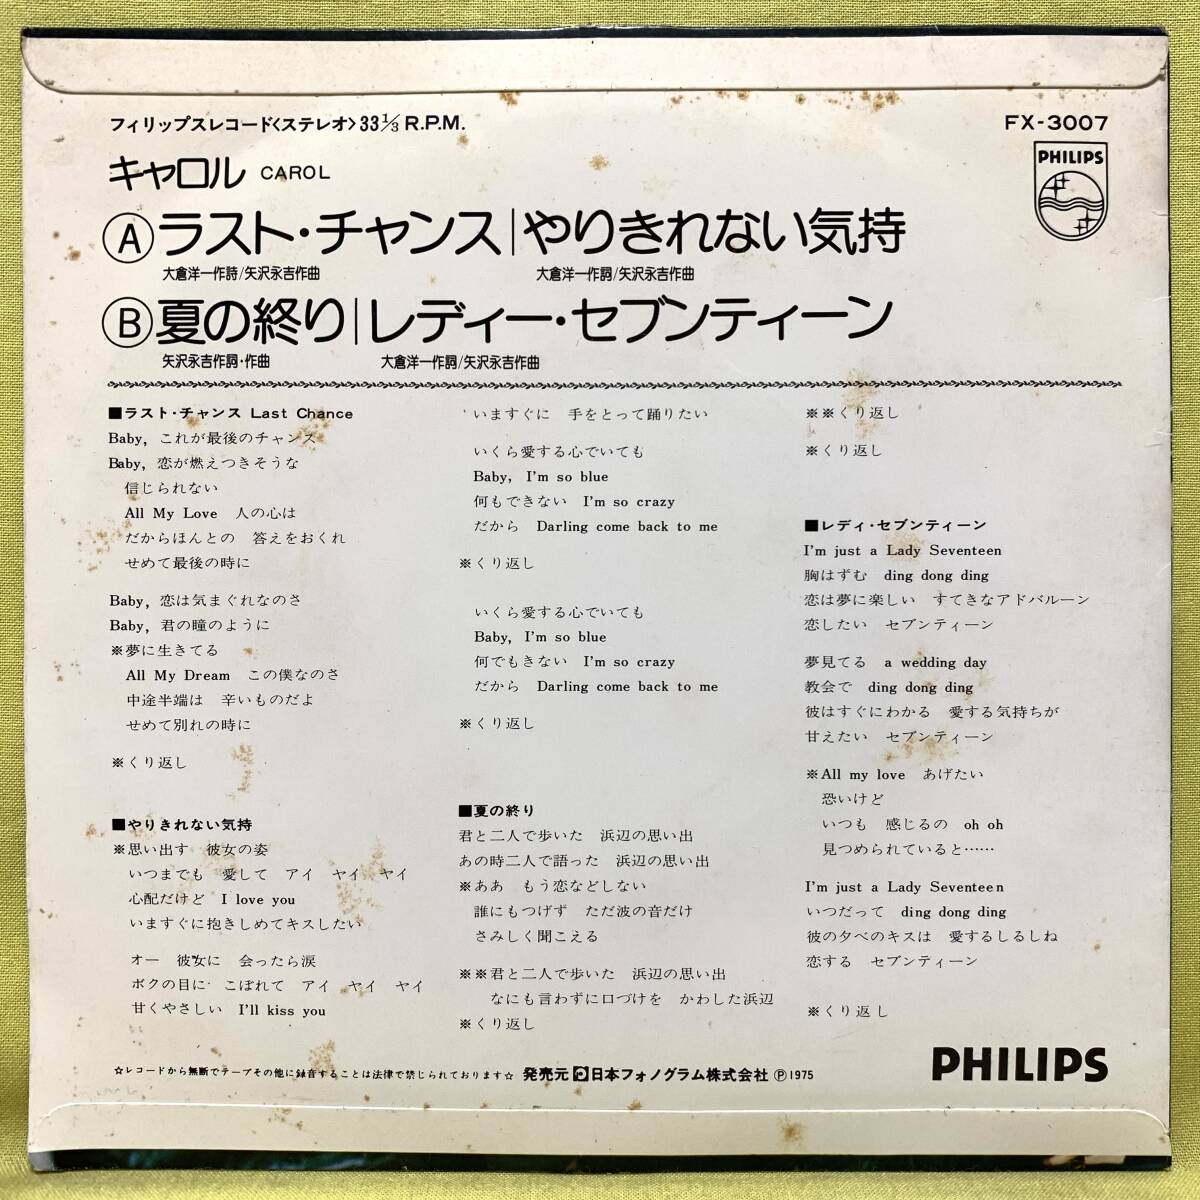 フィリップスレコード〈ステレオ〉33⅓ R.P.M.
FX-3007
PHILIPS
キャロル CAROL
Ⓐラスト・チャンス|やりきれない気持
大倉洋一作詩/矢沢永吉作曲 大倉洋一作詞/矢沢永吉作曲
Ⓑ夏の終り|レディー・セブンティーン
矢沢永吉作詞・作曲 大倉洋一作詞/矢沢永吉作曲
■ラスト・チャンス Last Chance
Baby, これが最後のチャンス
Baby, 恋が燃えつきそうな
信じられない
All My Love 人の心は
だからほんとの 答えをおくれ
せめて最後の時に
Baby, 恋は気まぐれなのさ
Baby, 君の瞳のように
※夢に生きてる
All My Dream この僕なのさ
中途半端は 辛いものだよ
せめて別れの時に
※くり返し
■やりきれない気持
※思い出す 彼女の姿
いつまでも 愛して アイ ヤイ ヤイ
心配だけど I love you
いますぐに抱きしめてキスしたい
オー 彼女に 会ったら涙
ボクの目に こぼれて アイ ヤイ ヤイ
甘くやさしい I'll kiss you
いますぐに 手をとって踊りたい
いくら愛する心でいても
Baby, I'm so blue
何もできない I'm so crazy
だから Darling come back to me
※くり返し
いくら愛する心でいても
Baby, I'm so blue
何でもきない I'm so crazy
だから Darling come back to me
※くり返し
■夏の終り
君と二人で歩いた 浜辺の思い出
あの時二人で語った 浜辺の思い出
※ああ もう恋などしない
誰にもつげず ただ波の音だけ
さみしく聞こえる
※※君と二人で歩いた 浜辺の思い出
なにも言わずに口づけを かわした浜辺
※くり返し
※※くり返し
※くり返し
■レディ・セブンティーン
I'm just a Lady Seventeen
胸はずむ ding dong ding
恋は夢に楽しい すてきなアドバルーン
恋したい セブンティーン
夢見てる a wedding day
教会で ding dong ding
彼はすぐにわかる 愛する気持ちが
甘えたい セブンティーン
※All my love あげたい
恐いけど
いつも 感じるの oh oh
見つめられていると……
I'm just a Lady Seventeen
いつだって ding dong ding
彼の夕べのキスは 愛するしるしね
恋する セブンティーン
※くり返し
☆レコードから無断でテープその他に録音することは法律で禁じられております☆ 発売元 日本フォノグラム株式会社 Ⓟ1975
PHILIPS